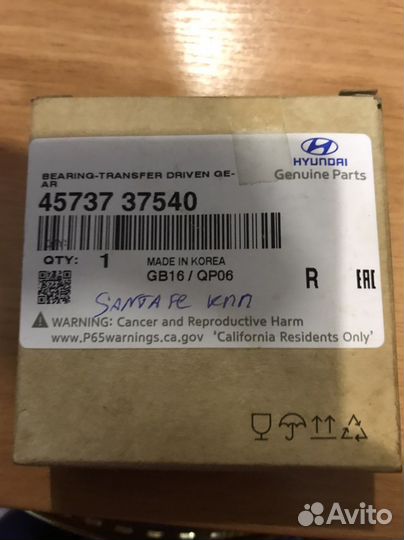 HYUNDAI
Genuine Parts
BEARING-TRANSFER DRIVEN GE-
AR
45737 37540
QTY: 1 MADE IN KOREA
GB16 / QP06
R EAC
SANTA FE КПП
WARNING: Cancer and Reproductive Harm
www.P65warnings.ca.gov 'California Residents Only'
Avito